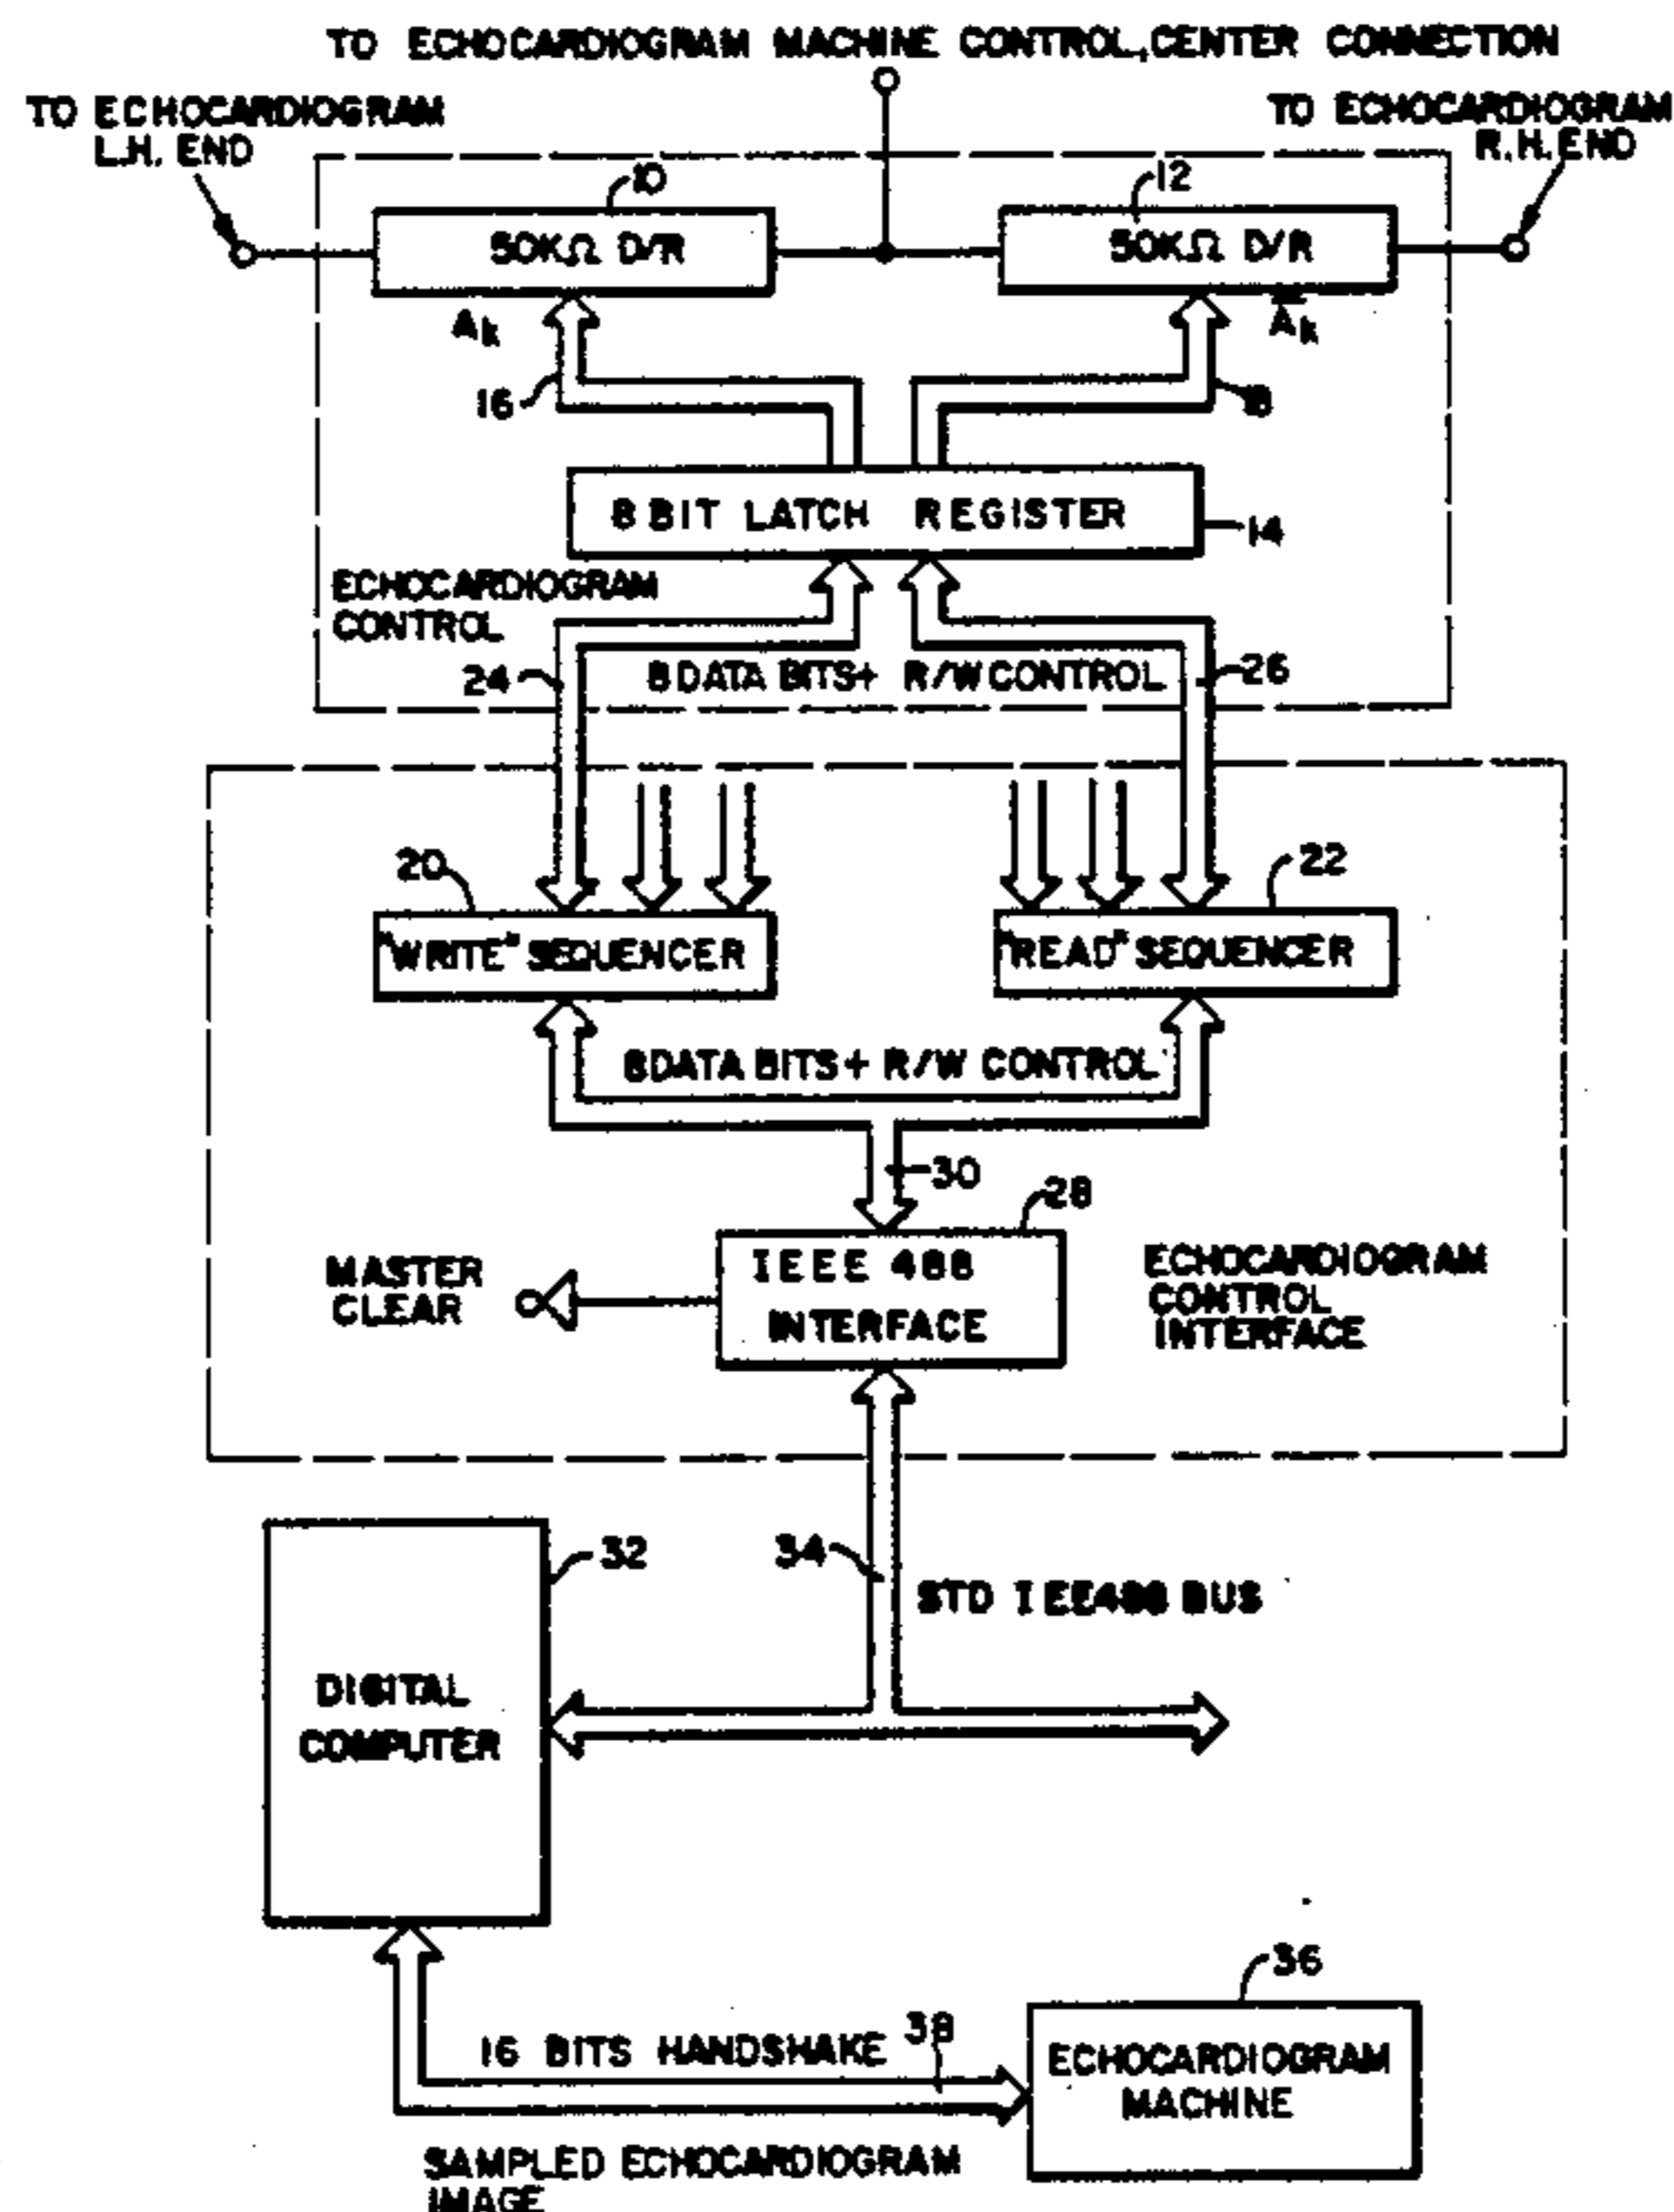 TO ECHOCARDIOGRAM MACHINE CONTROL, CENTER CONNECTION
TO ECHOCARDIOGRAM
L.H. END
TO ECHOCARDIOGRAM
R.H. END
10
12
50KΩ D/R
50KΩ D/R
Ak
A̅k
16
18
8 BIT LATCH REGISTER
14
ECHOCARDIOGRAM
CONTROL
24
8 DATA BITS + R/W CONTROL
26
20
22
"WRITE" SEQUENCER
"READ" SEQUENCER
8 DATA BITS + R/W CONTROL
30
28
MASTER
CLEAR
IEEE 488
INTERFACE
ECHOCARDIOGRAM
CONTROL
INTERFACE
32
34
STD IEEE488 BUS
DIGITAL
COMPUTER
36
16 BITS HANDSHAKE
38
ECHOCARDIOGRAM
MACHINE
SAMPLED ECHOCARDIOGRAM
IMAGE